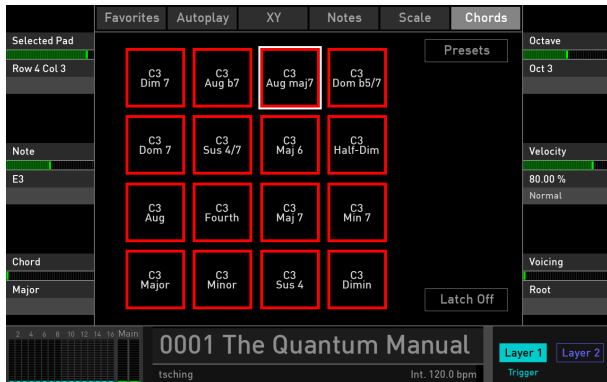 Favorites Autoplay XY Notes Scale Chords
Selected Pad
Row 4 Col 3
Note
E3
Chord
Major
Presets
C3 Dim 7
C3 Aug b7
C3 Aug maj7
C3 Dom b5/7
C3 Dom 7
C3 Sus 4/7
C3 Maj 6
C3 Half-Dim
C3 Aug
C3 Fourth
C3 Maj 7
C3 Min 7
C3 Major
C3 Minor
C3 Sus 4
C3 Dimin
Latch Off
Octave
Oct 3
Velocity
80.00 %
Normal
Voicing
Root
2 4 6 8 10 12 14 16 Main
0001 The Quantum Manual
tsching
Int. 120.0 bpm
Layer 1
Layer 2
Trigger